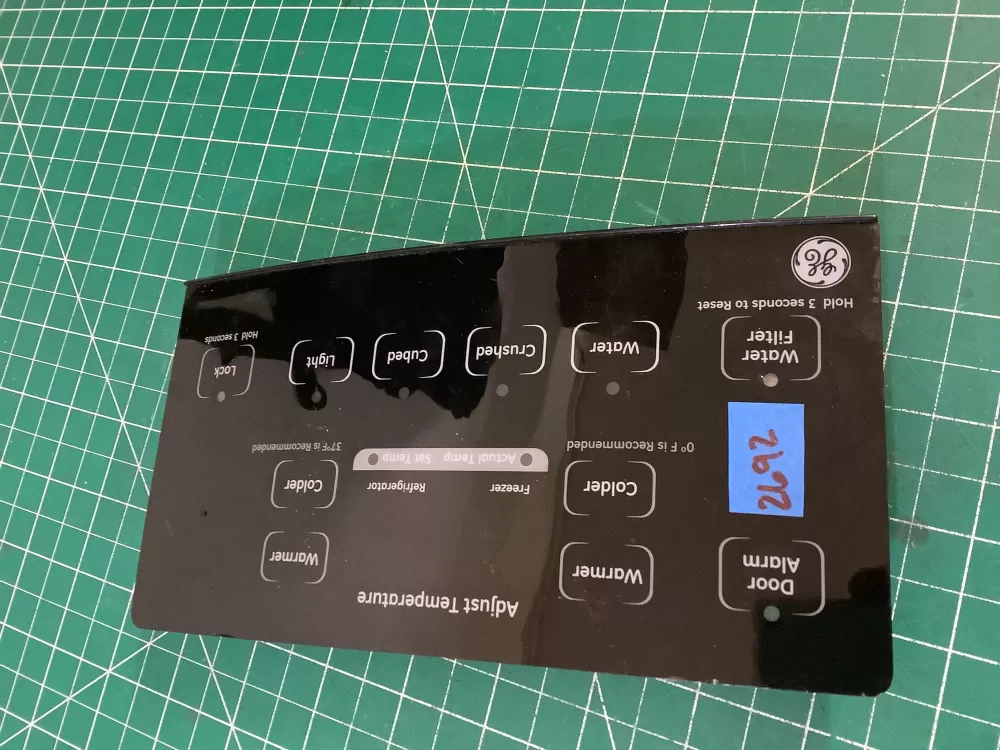 Adjust Temperature
Door
Alarm
Warmer
Warmer
Colder
Freezer
Refrigerator
Colder
0° F is Recommended
Actual Temp Set Temp
37°F is Recommended
2692
Water
Filter
Water
Crushed
Cubed
Light
Lock
Hold 3 seconds to Reset
Hold 3 seconds
GE